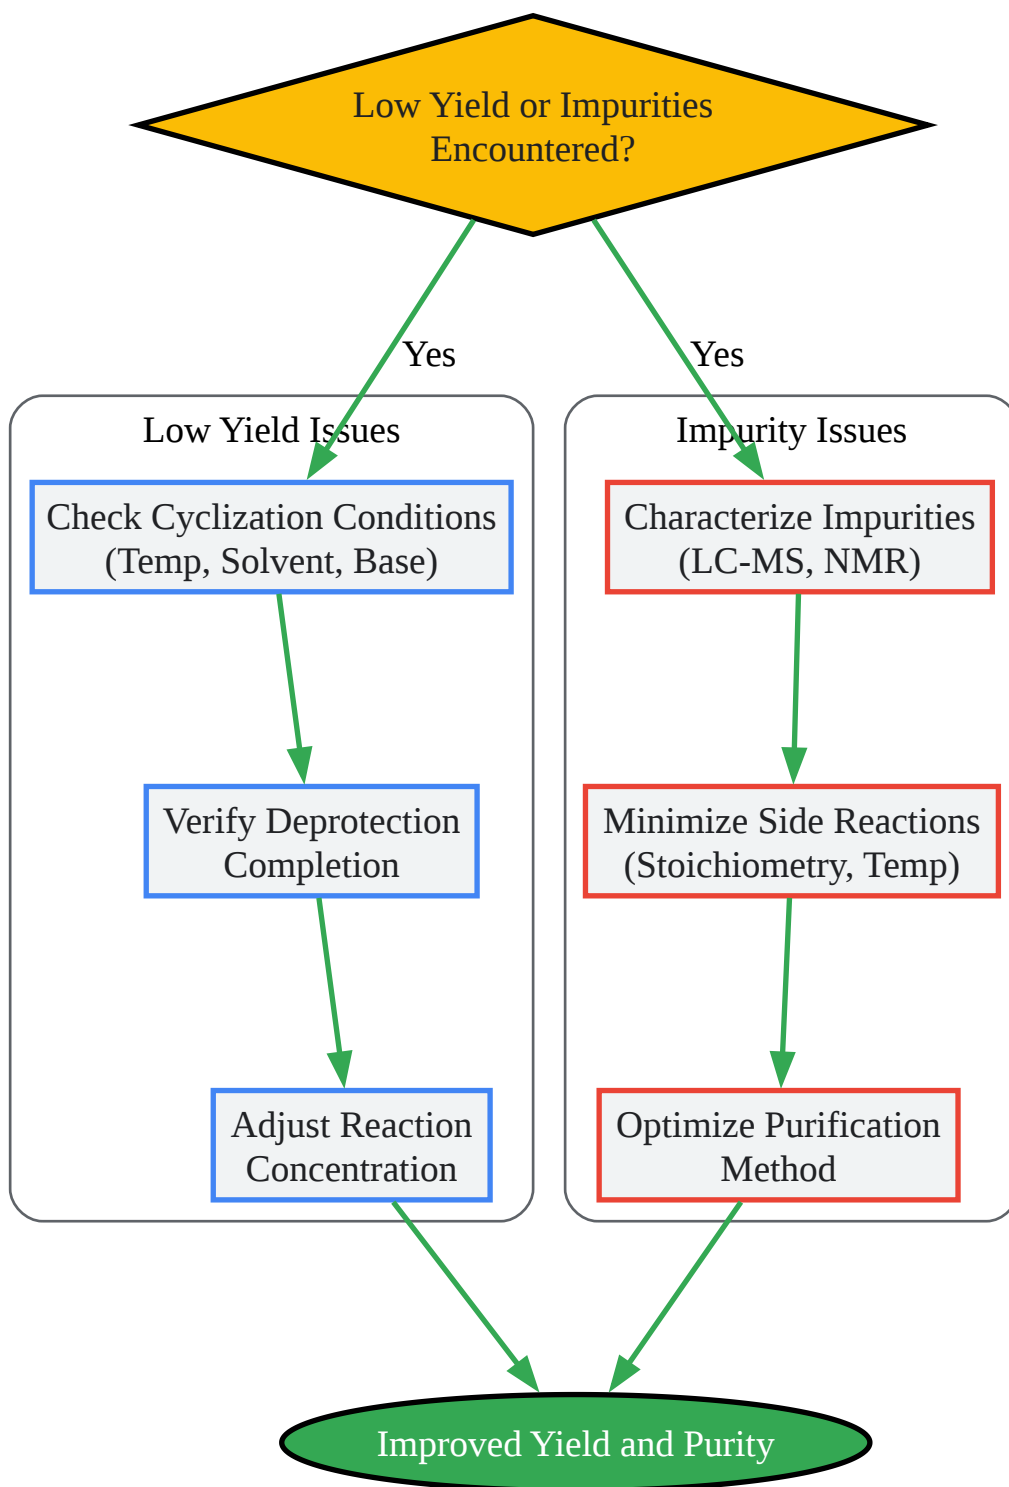 Low Yield or Impurities
Encountered?
Yes
Yes
Low Yield Issues
Impurity Issues
Check Cyclization Conditions
(Temp, Solvent, Base)
Characterize Impurities
(LC-MS, NMR)
Verify Deprotection
Completion
Minimize Side Reactions
(Stoichiometry, Temp)
Adjust Reaction
Concentration
Optimize Purification
Method
Improved Yield and Purity